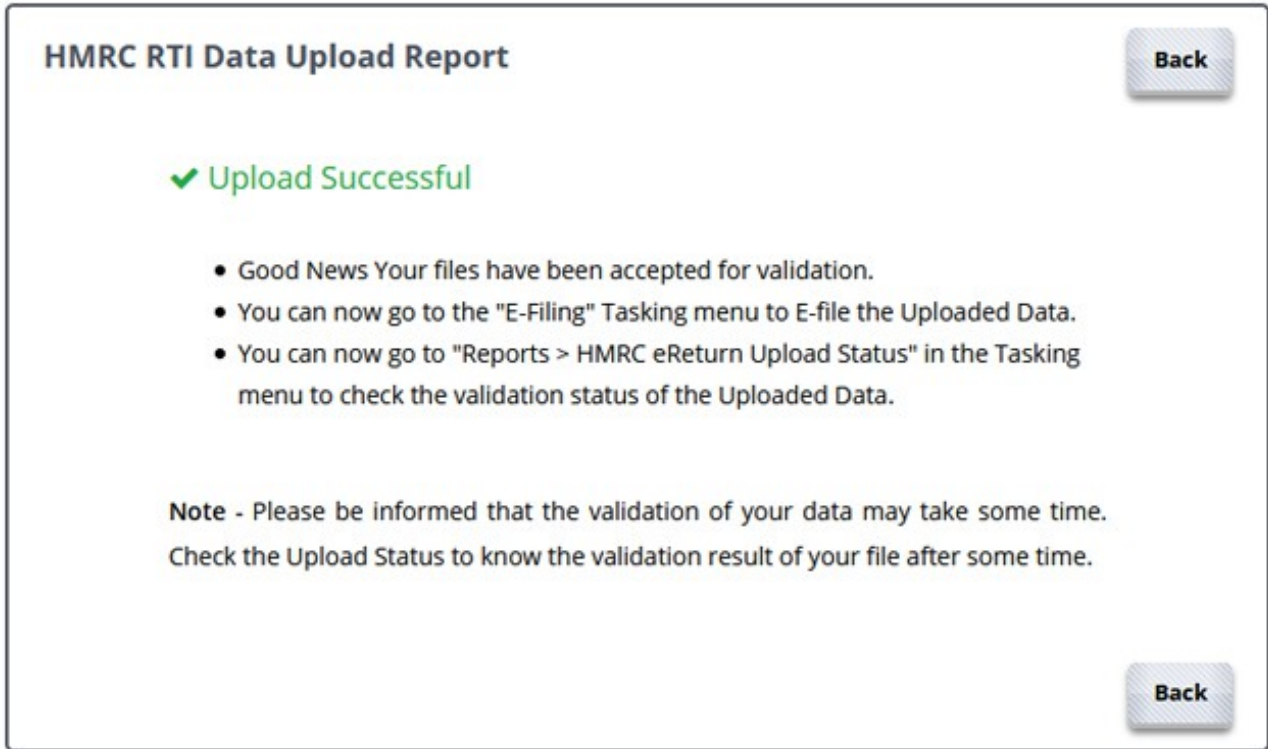 HMRC RTI Data Upload Report
Back
✔ Upload Successful
● Good News Your files have been accepted for validation.
● You can now go to the "E-Filing" Tasking menu to E-file the Uploaded Data.
● You can now go to "Reports > HMRC eReturn Upload Status" in the Tasking
menu to check the validation status of the Uploaded Data.
Note - Please be informed that the validation of your data may take some time.
Check the Upload Status to know the validation result of your file after some time.
Back